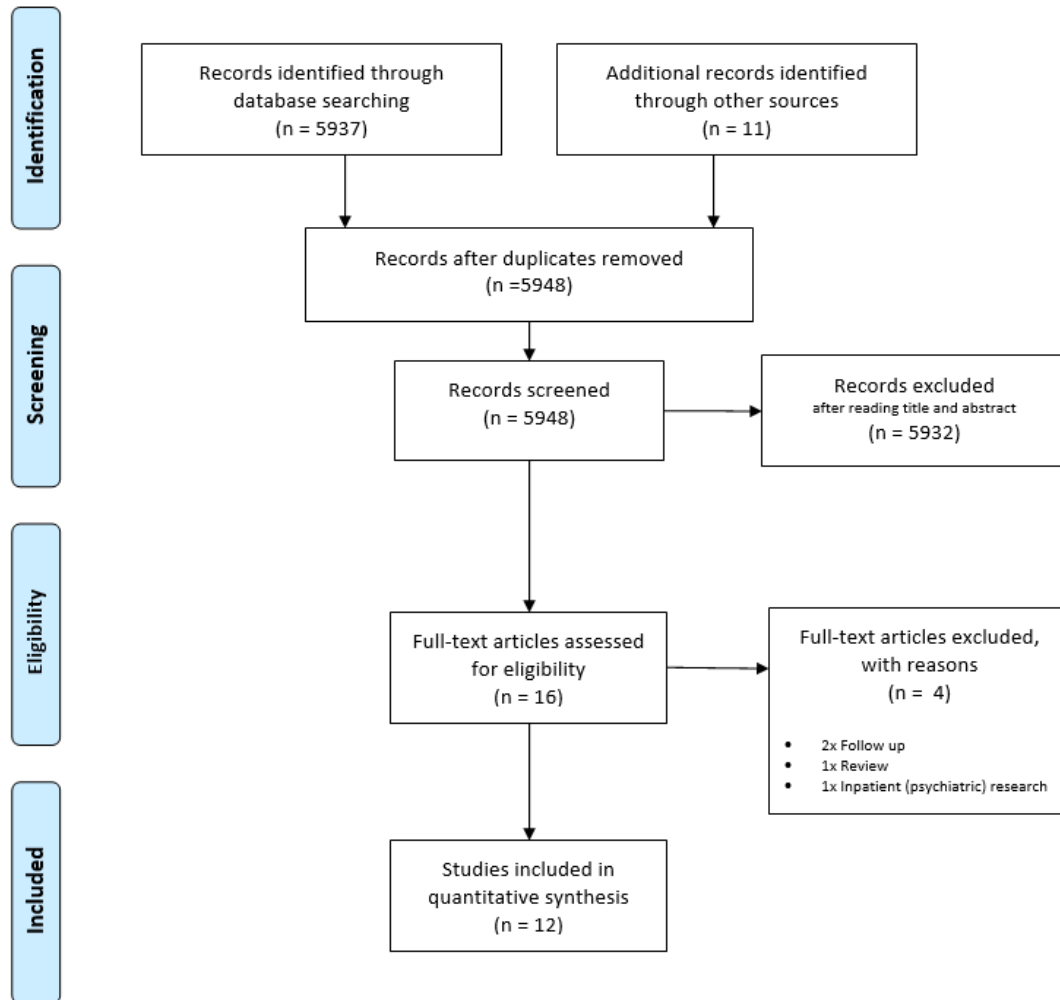 Identification
Records identified through
database searching
(n = 5937)
Additional records identified
through other sources
(n = 11)
Records after duplicates removed
(n =5948)
Screening
Records screened
(n = 5948)
Records excluded
after reading title and abstract
(n = 5932)
Eligibility
Full-text articles assessed
for eligibility
(n = 16)
Full-text articles excluded,
with reasons
(n =  4)
• 2x Follow up
• 1x Review
• 1x Inpatient (psychiatric) research
Included
Studies included in
quantitative synthesis
(n = 12)